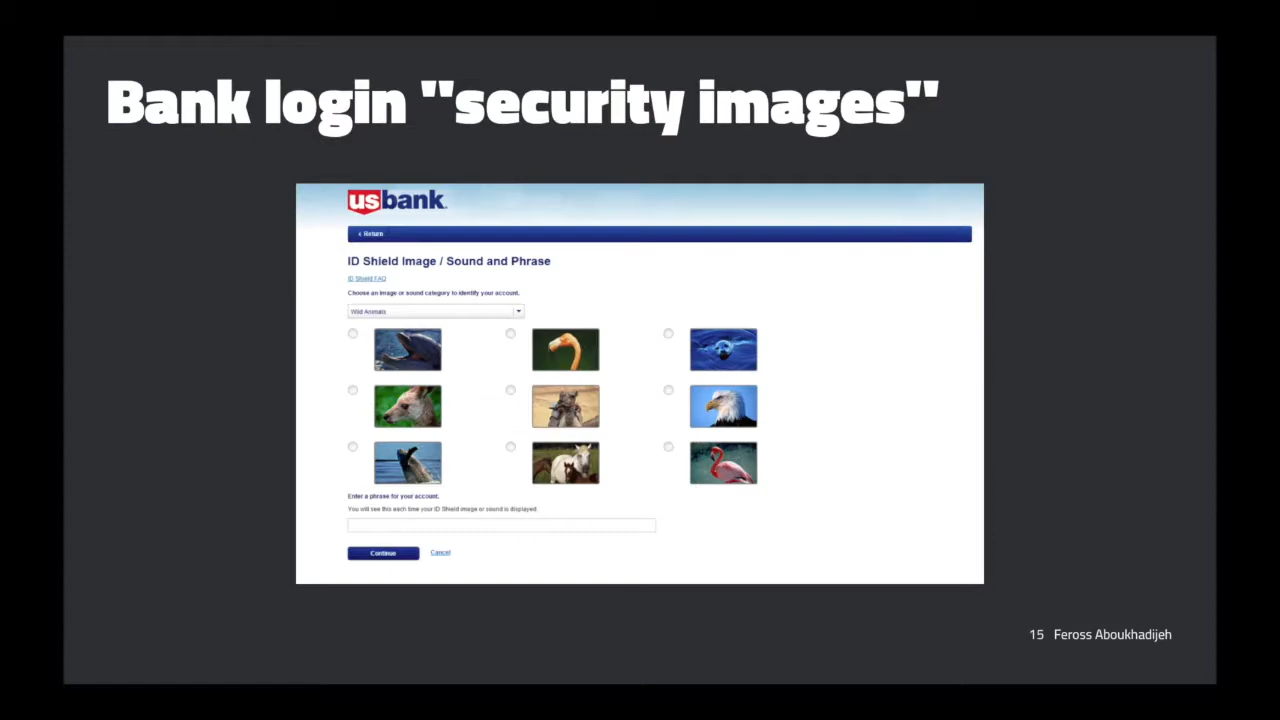 Bank login "security images"
usbank.
‹ Return
ID Shield Image / Sound and Phrase
ID Shield FAQ
Choose an image or sound category to identify your account.
Wild Animals
Enter a phrase for your account.
You will see this each time your ID Shield image or sound is displayed
Continue Cancel
15 Feross Aboukhadijeh